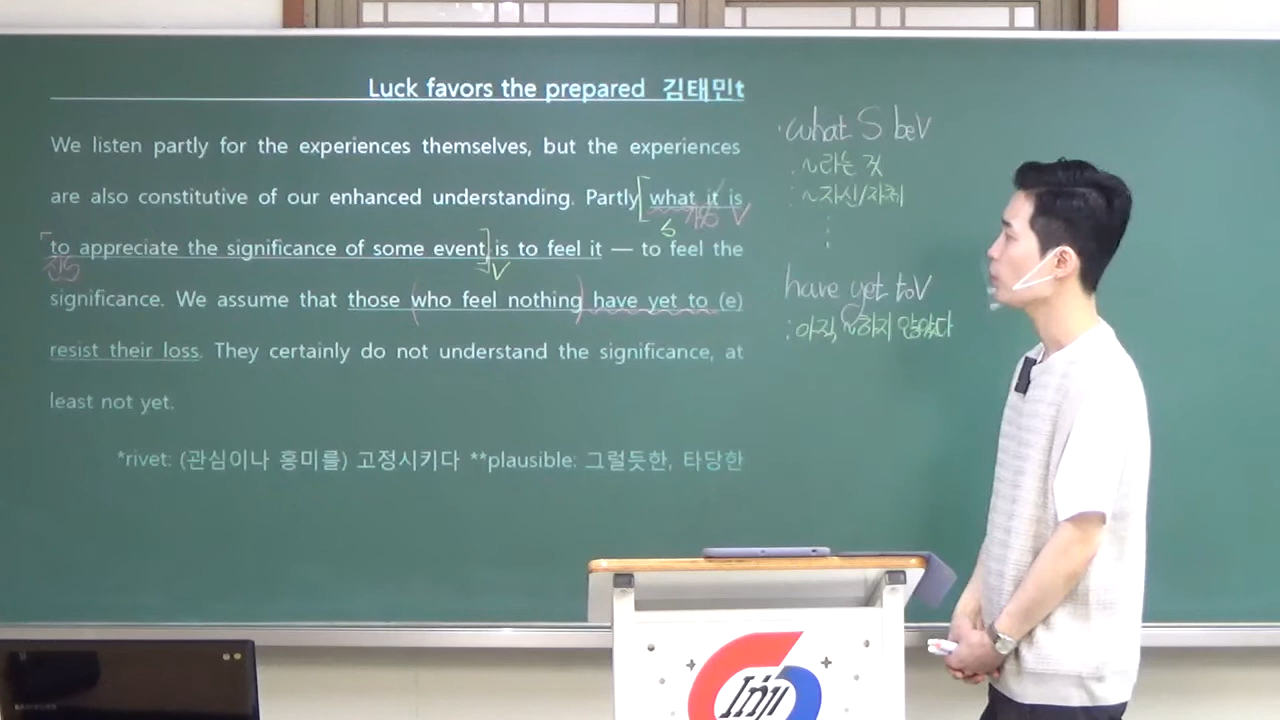 Luck favors the prepared 김태민t
We listen partly for the experiences themselves, but the experiences
are also constitutive of our enhanced understanding. Partly what it is
to appreciate the significance of some event is to feel it — to feel the
significance. We assume that those who feel nothing have yet to (e)
resist their loss. They certainly do not understand the significance, at
least not yet.
*rivet: (관심이나 흥미를) 고정시키다 **plausible: 그럴듯한, 타당한
S
V
V
what S beV
~라는 것
~자신/자체
have yet toV
: 아직, ~하지 않았다
Inji